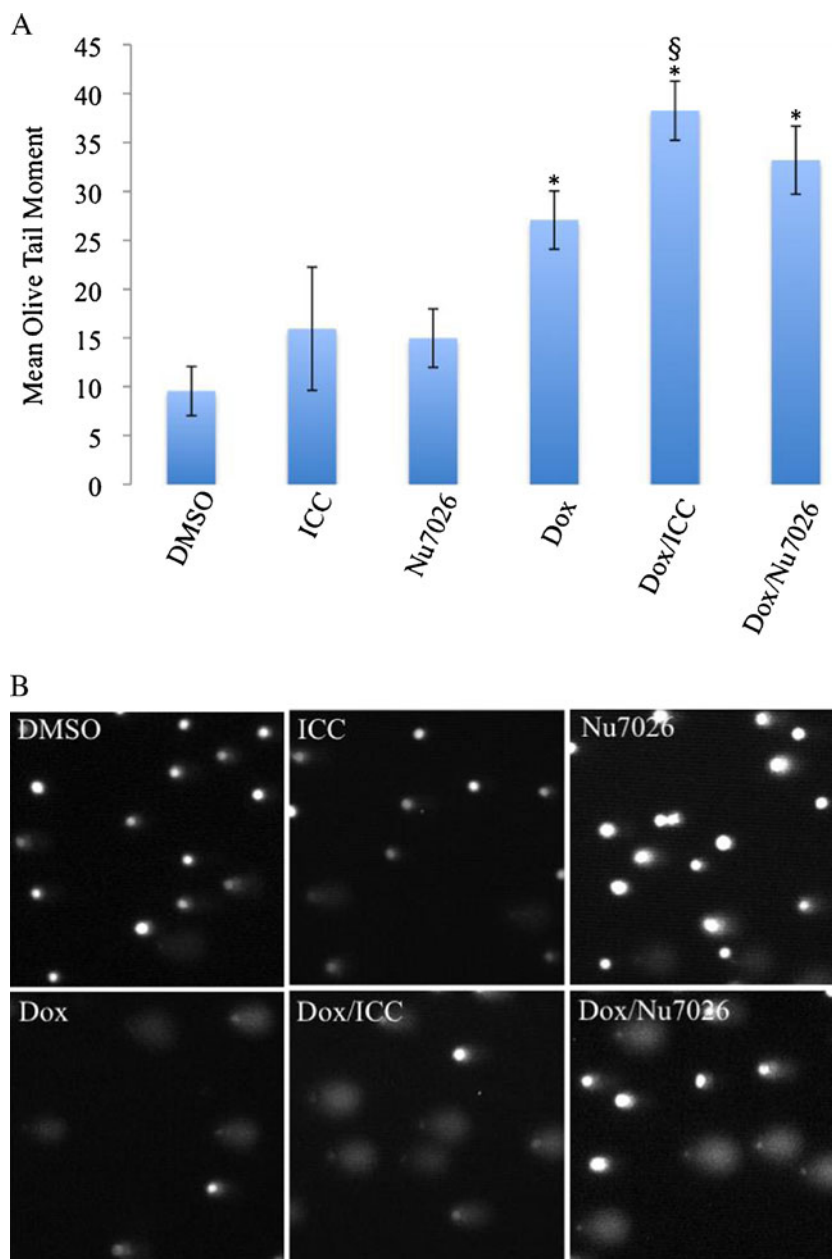 A
45
40
35
30
25
20
15
10
5
0
Mean Olive Tail Moment
*
§
*
*
DMSO
ICC
Nu7026
Dox
Dox/ICC
Dox/Nu7026
B
DMSO
ICC
Nu7026
Dox
Dox/ICC
Dox/Nu7026